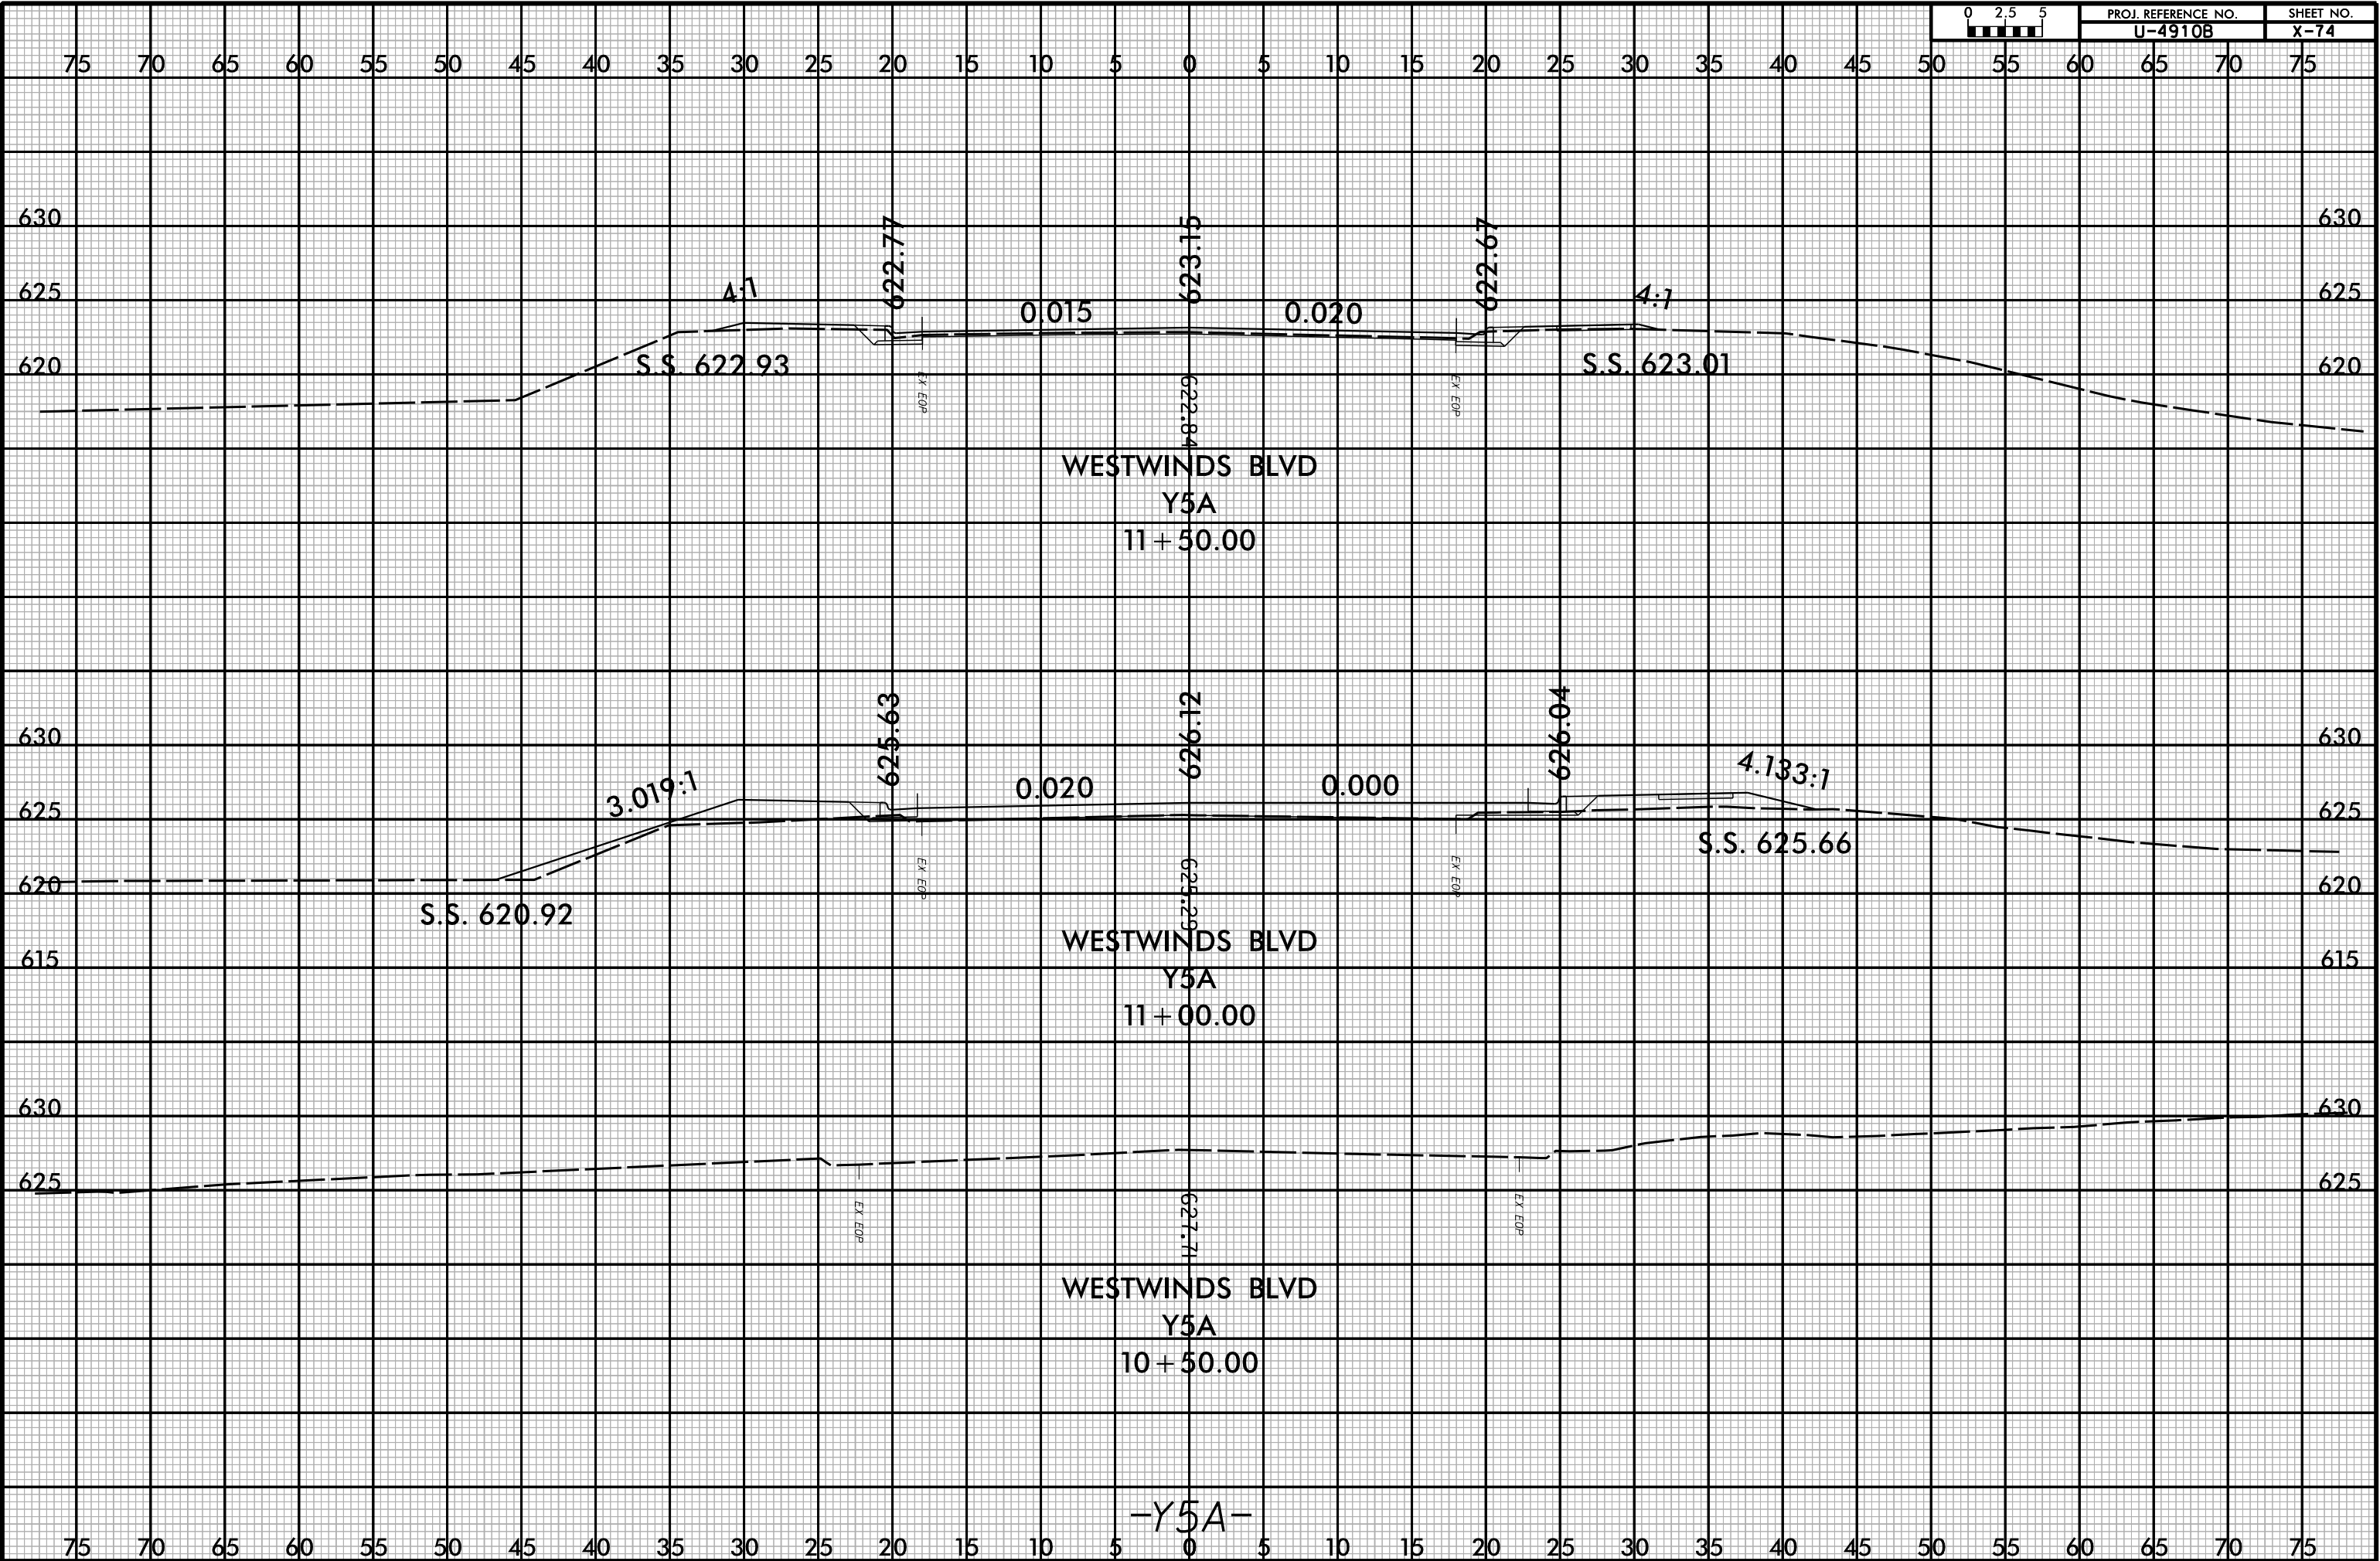 0 2.5 5 PROJ. REFERENCE NO. SHEET NO.
U-4910B X-74
75 70 65 60 55 50 45 40 35 30 25 20 15 10 5 0 5 10 15 20 25 30 35 40 45 50 55 60 65 70 75
630 622.77 623.15 622.67 630
625 4:1 0.015 0.020 4:1 625
620 S.S. 622.93 S.S. 623.01 620
EX EOP 622.84 EX EOP
WESTWINDS BLVD
Y5A
11+50.00
630 625.63 626.12 626.04 630
625 3.019:1 0.020 0.000 4.133:1 625
S.S. 625.66
620 EX EOP 625.29 EX EOP 620
S.S. 620.92
WESTWINDS BLVD
615 615
Y5A
11+00.00
630 630
625 625
EX EOP 627.71 EX EOP
WESTWINDS BLVD
Y5A
10+50.00
-Y5A-
75 70 65 60 55 50 45 40 35 30 25 20 15 10 5 0 5 10 15 20 25 30 35 40 45 50 55 60 65 70 75